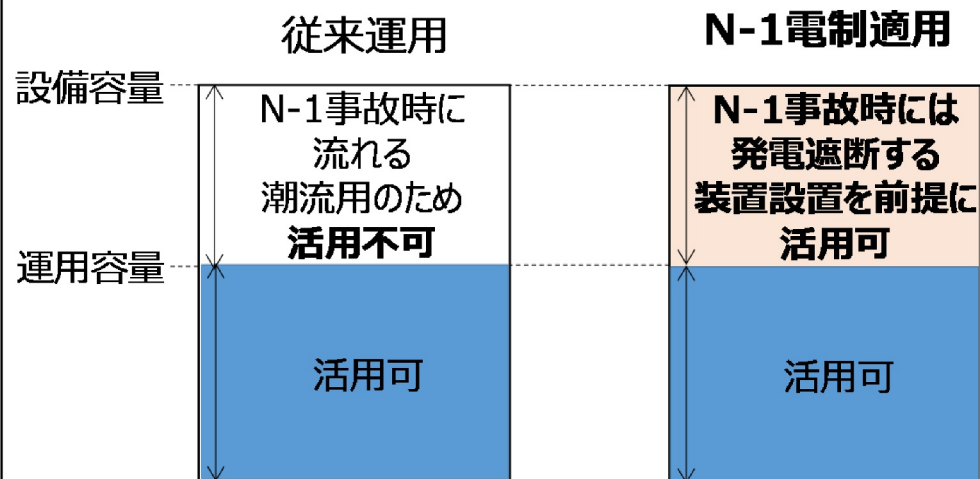 従来運用
N-1電制適用
設備容量
N-1事故時に
流れる
潮流用のため
活用不可
N-1事故時には
発電遮断する
装置設置を前提に
活用可
運用容量
活用可
活用可